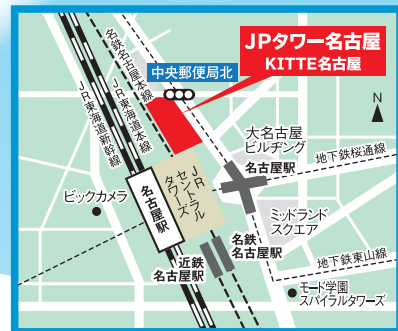 JPタワー名古屋
KITTE名古屋
中央郵便局北
名鉄名古屋本線
JR東海道本線
JR東海道新幹線
N
大名古屋
ビルヂング
名古屋駅
地下鉄桜通線
JR
セントラル
タワーズ
名古屋駅
ビックカメラ
ミッドランド
スクエア
名鉄
名古屋駅
近鉄
名古屋駅
地下鉄東山線
モード学園
スパイラルタワーズ